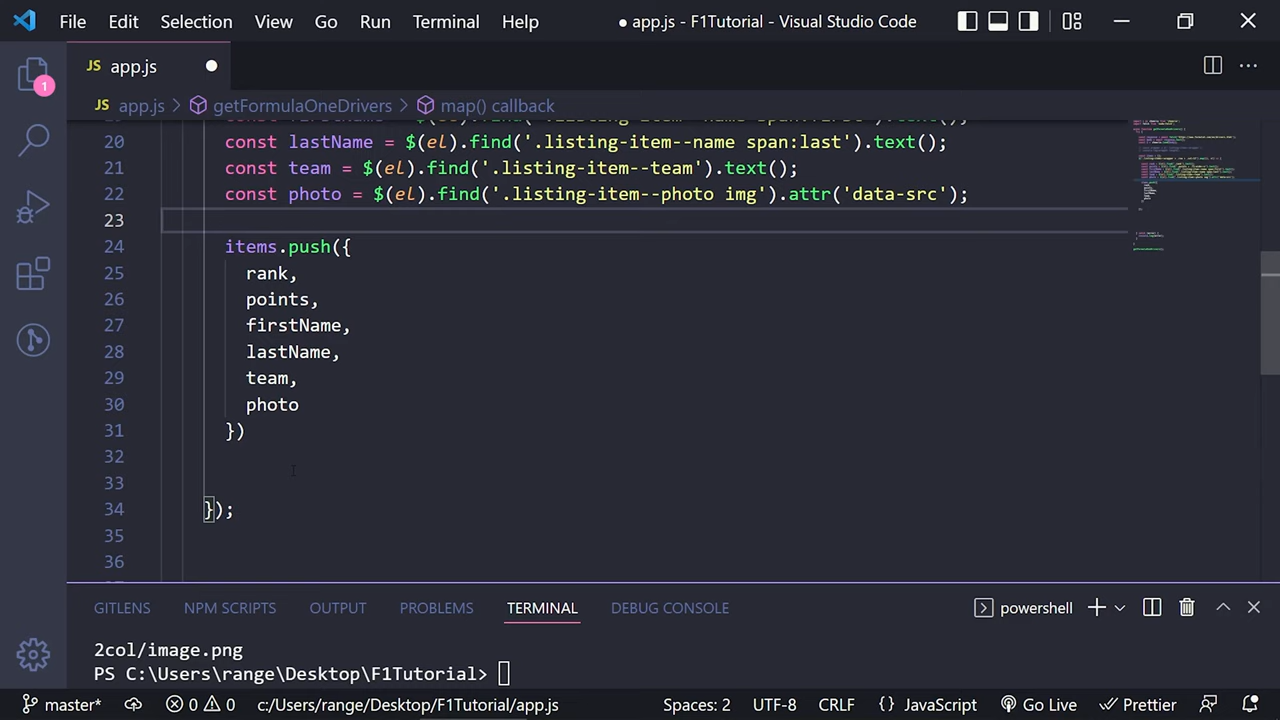 File Edit Selection View Go Run Terminal Help ● app.js - F1Tutorial - Visual Studio Code
JS app.js ●
1
JS app.js > getFormulaOneDrivers > map() callback
20 const lastName = $(el).find('.listing-item--name span:last').text();
21 const team = $(el).find('.listing-item--team').text();
22 const photo = $(el).find('.listing-item--photo img').attr('data-src');
23
24 items.push({
25 rank,
26 points,
27 firstName,
28 lastName,
29 team,
30 photo
31 })
32
33
34 });
35
36
GITLENS NPM SCRIPTS OUTPUT PROBLEMS TERMINAL DEBUG CONSOLE powershell
2col/image.png
PS C:\Users\range\Desktop\F1Tutorial>
master* 0 0 c:/Users/range/Desktop/F1Tutorial/app.js Spaces: 2 UTF-8 CRLF {} JavaScript Go Live Prettier